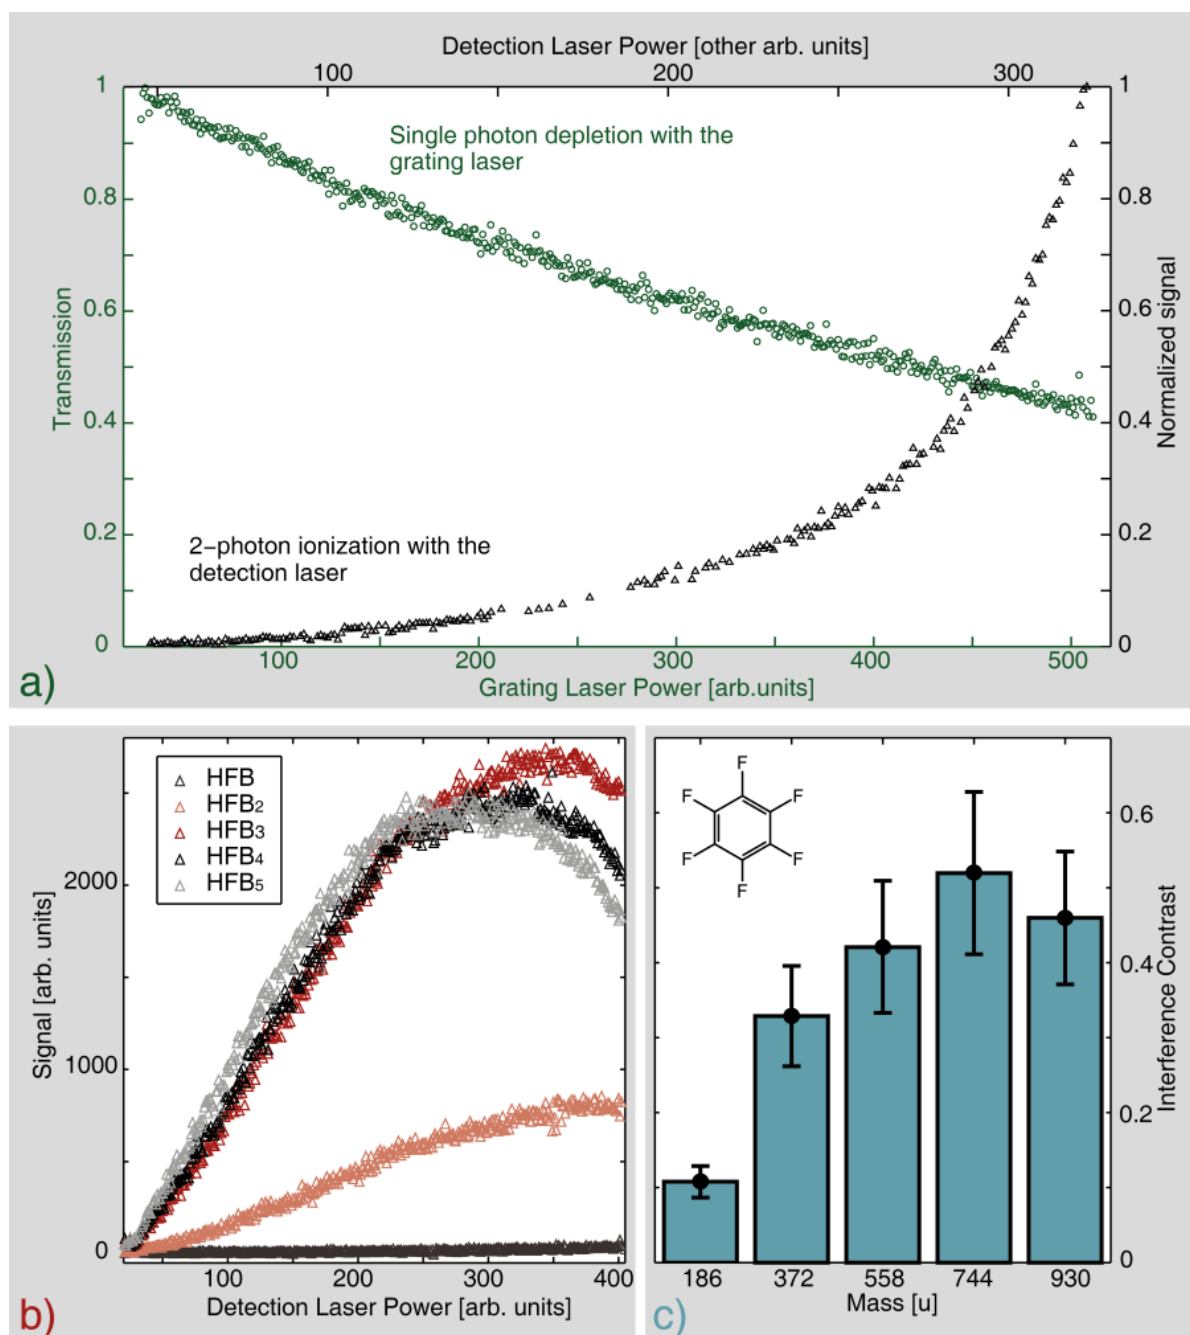 Detection Laser Power [other arb. units]
100 200 300
1 1
Single photon depletion with the
grating laser
0.8 0.8
0.6 0.6
Transmission
Normalized signal
0.4 0.4
2−photon ionization with the
detection laser
0.2 0.2
0 0
100 200 300 400 500
a)
Grating Laser Power [arb.units]
HFB
HFB2
HFB3
HFB4
HFB5
2000
1000
0
Signal [arb. units]
100 200 300 400
b)
Detection Laser Power [arb. units]
F
F F
F F
F
0.6
0.4
0.2
0
Interference Contrast
186 372 558 744 930
c)
Mass [u]